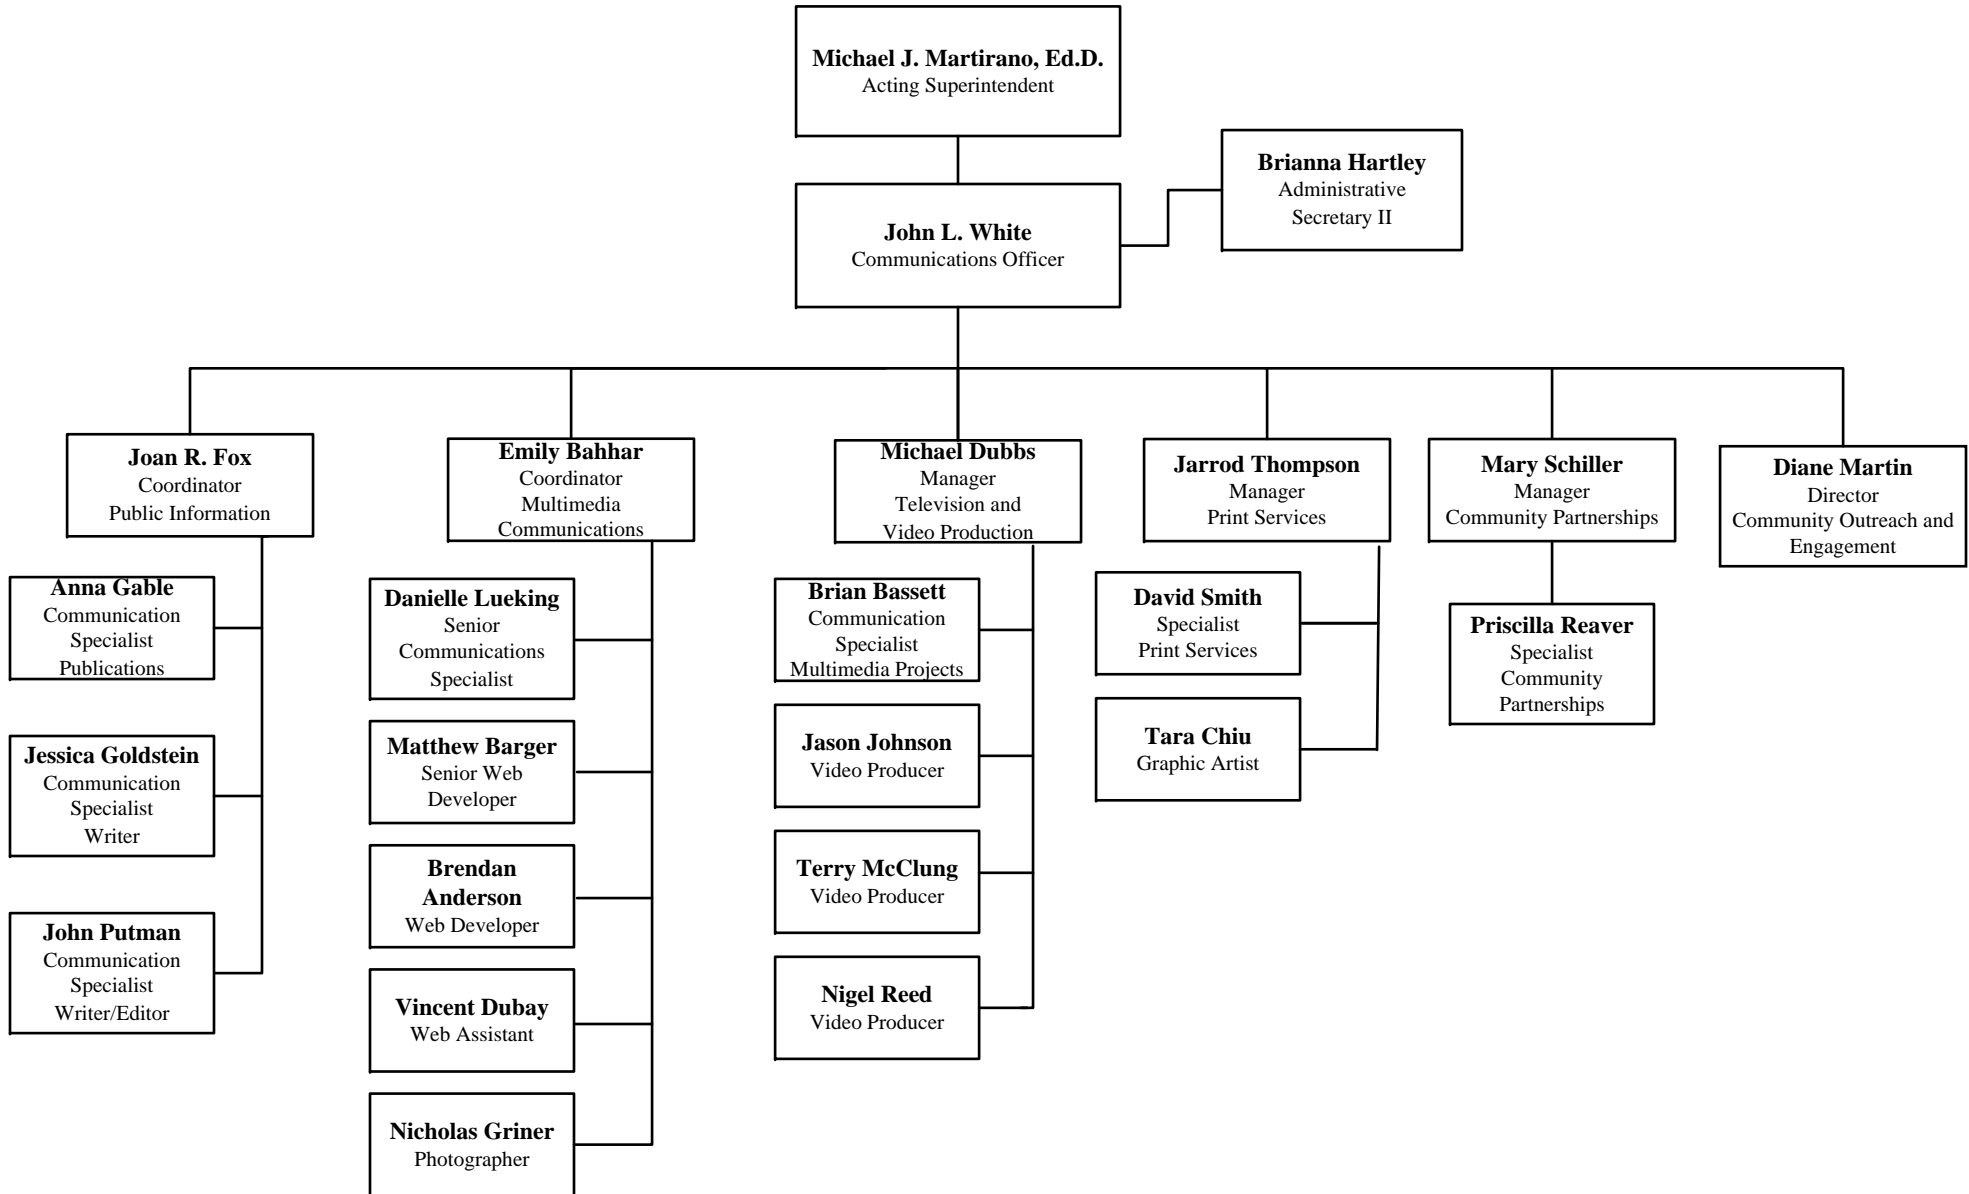 Michael J. Martirano, Ed.D.
Acting Superintendent
Brianna Hartley
Administrative
Secretary II
John L. White
Communications Officer
Joan R. Fox
Coordinator
Public Information
Anna Gable
Communication
Specialist
Publications
Jessica Goldstein
Communication
Specialist
Writer
John Putman
Communication
Specialist
Writer/Editor
Emily Bahhar
Coordinator
Multimedia
Communications
Danielle Lueking
Senior
Communications
Specialist
Matthew Barger
Senior Web
Developer
Brendan
Anderson
Web Developer
Vincent Dubay
Web Assistant
Nicholas Griner
Photographer
Michael Dubbs
Manager
Television and
Video Production
Brian Bassett
Communication
Specialist
Multimedia Projects
Jason Johnson
Video Producer
Terry McClung
Video Producer
Nigel Reed
Video Producer
Jarrod Thompson
Manager
Print Services
David Smith
Specialist
Print Services
Tara Chiu
Graphic Artist
Mary Schiller
Manager
Community Partnerships
Priscilla Reaver
Specialist
Community
Partnerships
Diane Martin
Director
Community Outreach and
Engagement